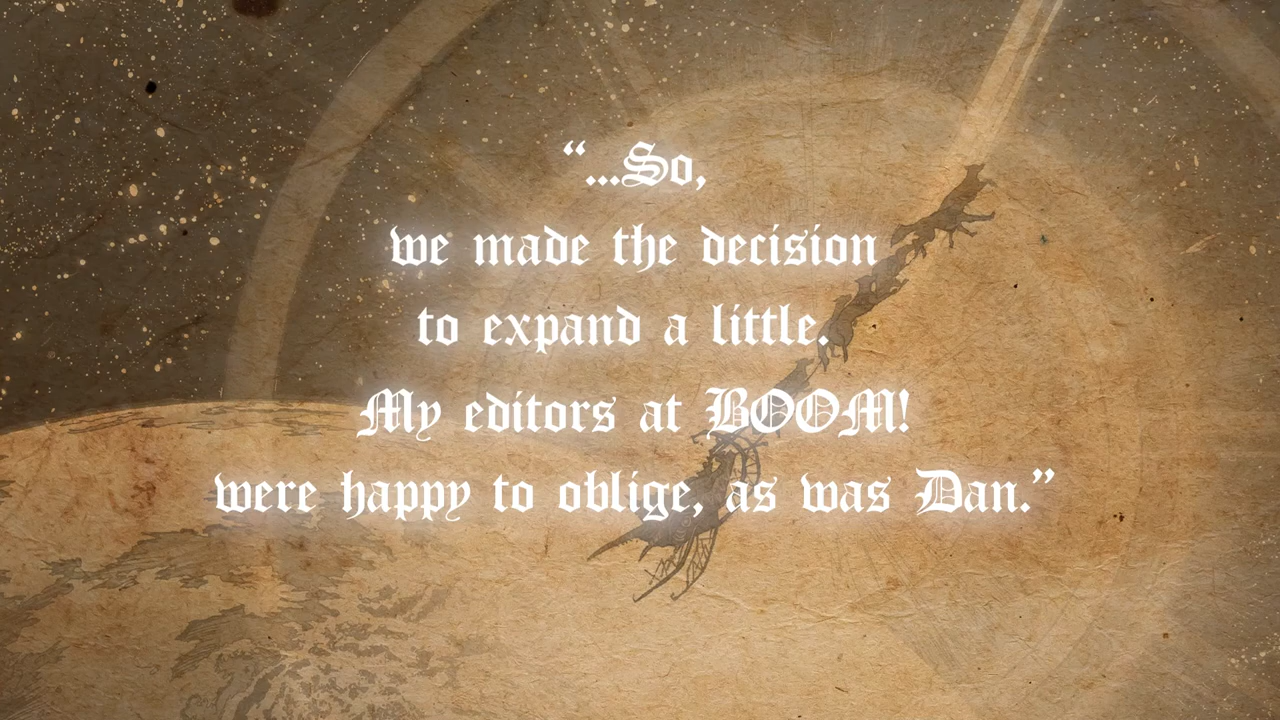 “...So,
we made the decision
to expand a little.
My editors at BOOM!
were happy to oblige, as was Dan.”